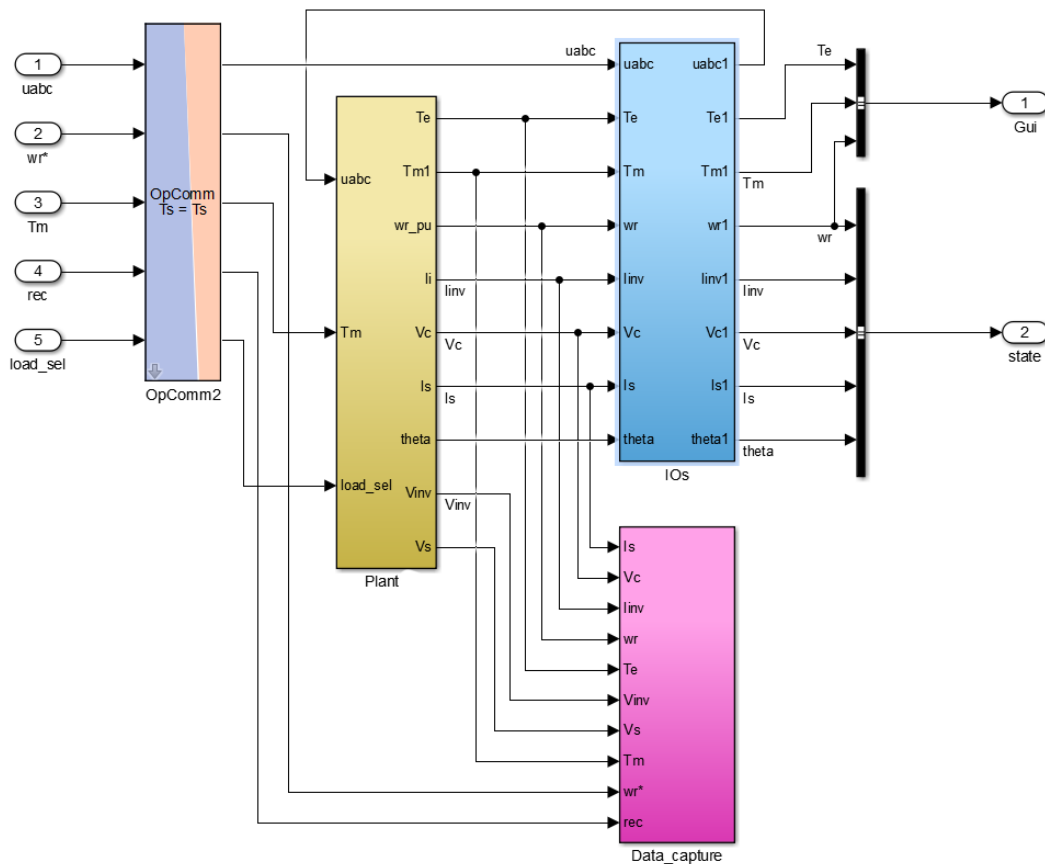 1
uabc
2
wr*
3
Tm
4
rec
5
load_sel
OpComm
Ts = Ts
OpComm2
uabc
Tm
load_sel
Te
Tm1
wr_pu
Ii
Vc
Is
theta
Vinv
Vs
Plant
Iinv
Vc
Is
Vinv
uabc
uabc
Te
Tm
wr
Iinv
Vc
Is
theta
uabc1
Te1
Tm1
wr1
Iinv1
Vc1
Is1
theta1
IOs
Te
Tm
wr
Iinv
Vc
Is
theta
1
Gui
2
state
Is
Vc
Iinv
wr
Te
Vinv
Vs
Tm
wr*
rec
Data_capture